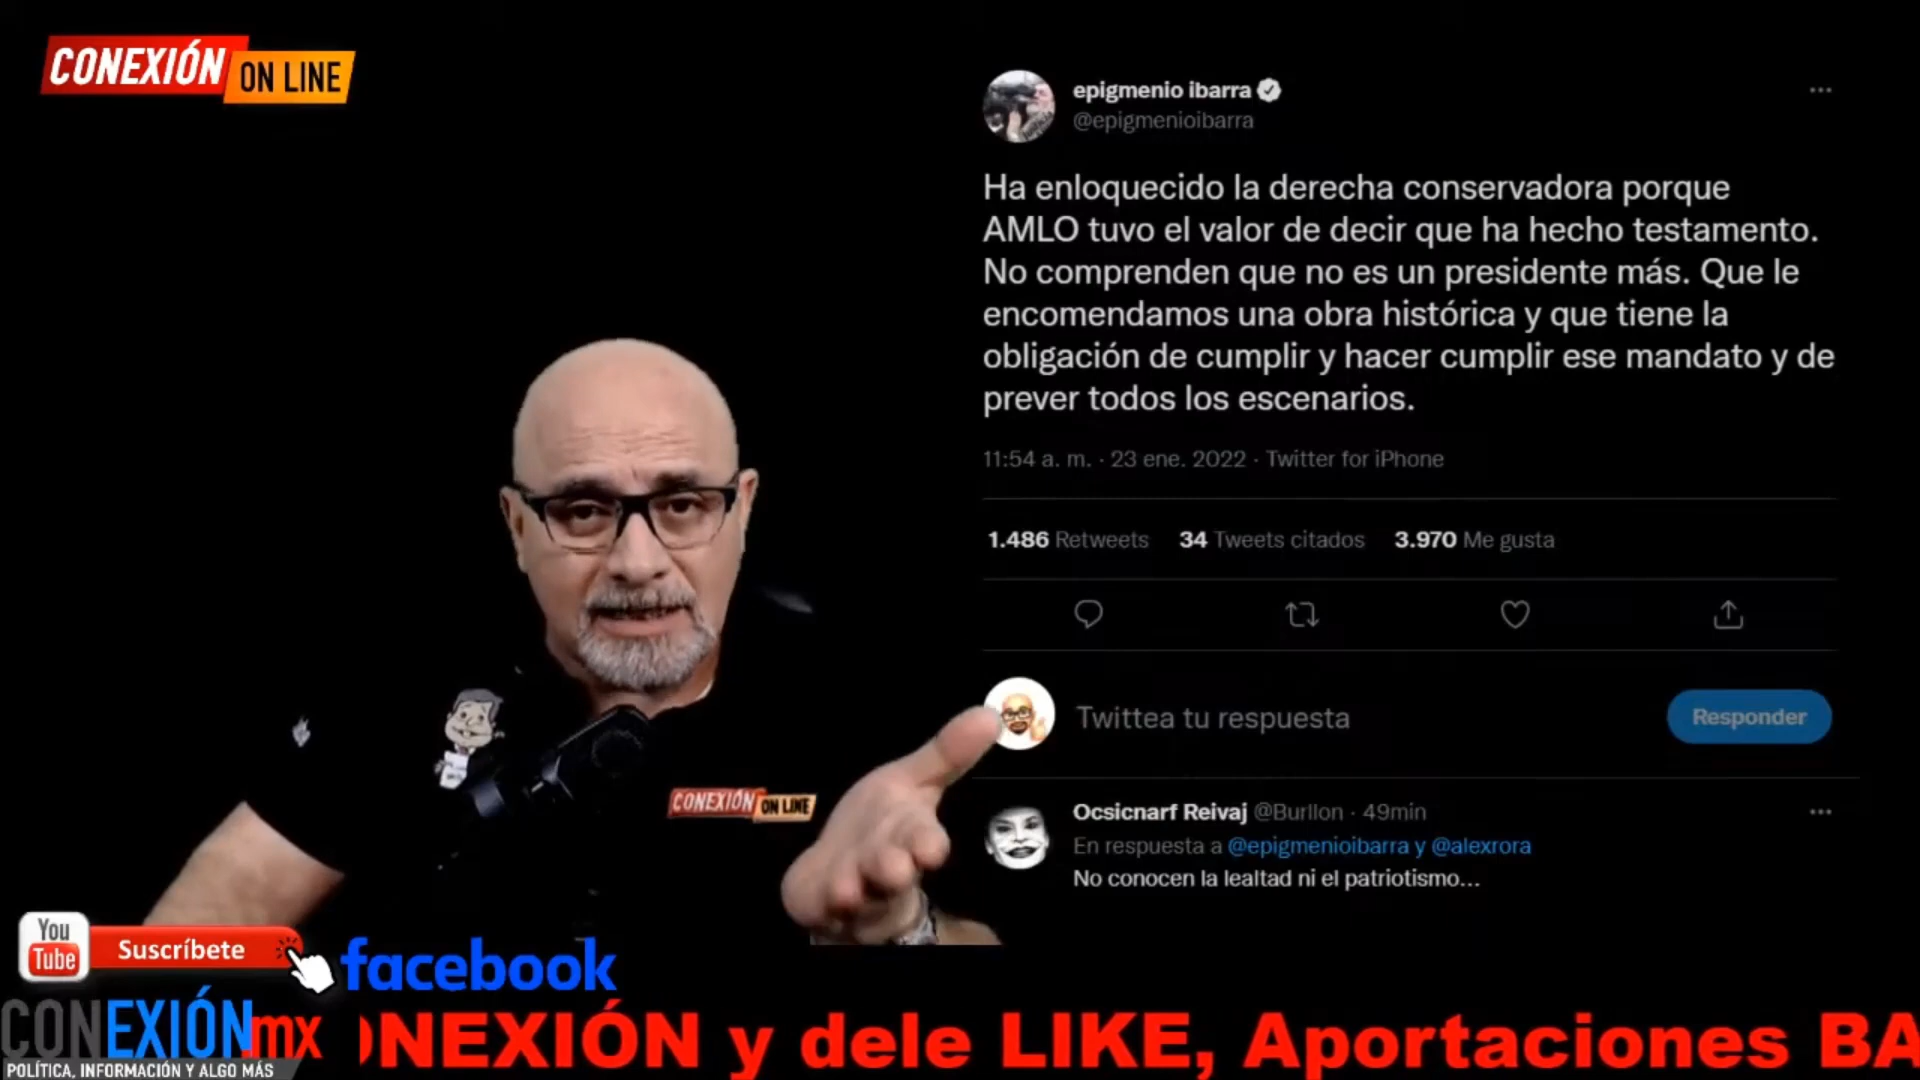 CONEXIÓN
ON LINE
epigmenio ibarra
@epigmenioibarra
Ha enloquecido la derecha conservadora porque
AMLO tuvo el valor de decir que ha hecho testamento.
No comprenden que no es un presidente más. Que le
encomendamos una obra histórica y que tiene la
obligación de cumplir y hacer cumplir ese mandato y de
prever todos los escenarios.
11:54 a. m. · 23 ene. 2022 · Twitter for iPhone
1.486 Retweets 34 Tweets citados 3.970 Me gusta
Twittea tu respuesta
Responder
Ocsicnarf Reivaj @Burllon · 49min
En respuesta a @epigmenioibarra y @alexrora
No conocen la lealtad ni el patriotismo...
CONEXIÓN ON LINE
You
Tube
Suscríbete
facebook
CONEXIÓN mx
POLÍTICA, INFORMACIÓN Y ALGO MÁS
ONEXIÓN y dele LIKE, Aportaciones BA